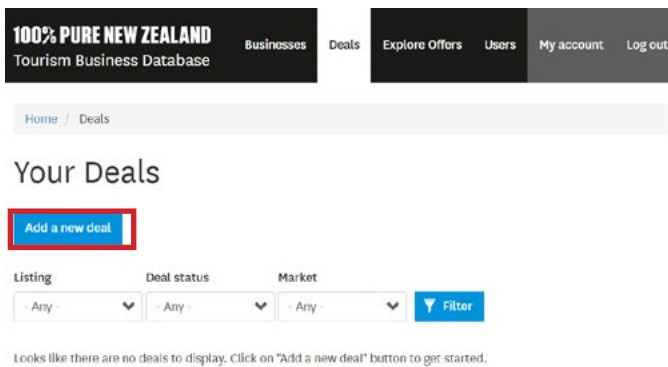 100% PURE NEW ZEALAND
Tourism Business Database
Businesses Deals Explore Offers Users My account Log out
Home / Deals
Your Deals
Add a new deal
Listing Deal status Market
- Any - - Any - - Any - Filter
Looks like there are no deals to display. Click on "Add a new deal" button to get started.